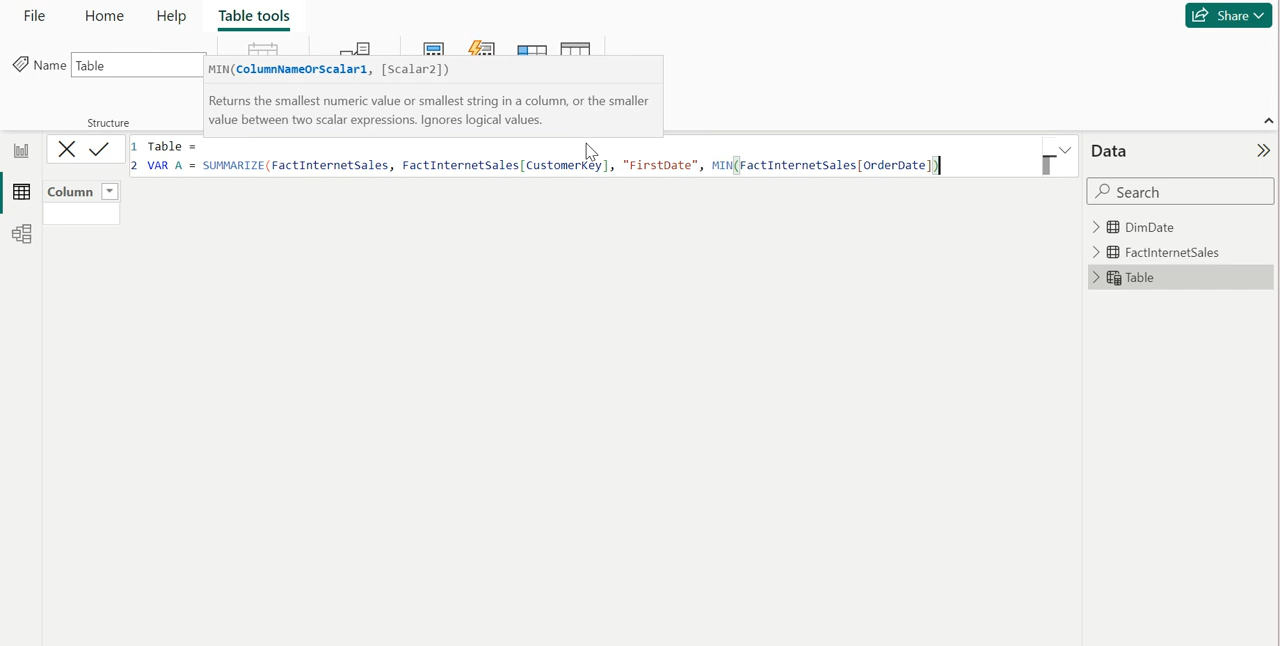 File Home Help Table tools Share
Name Table
Structure
MIN(ColumnNameOrScalar1, [Scalar2])
Returns the smallest numeric value or smallest string in a column, or the smaller
value between two scalar expressions. Ignores logical values.
1 Table =
2 VAR A = SUMMARIZE(FactInternetSales, FactInternetSales[CustomerKey], "FirstDate", MIN(FactInternetSales[OrderDate])
Column
Data
Search
DimDate
FactInternetSales
Table